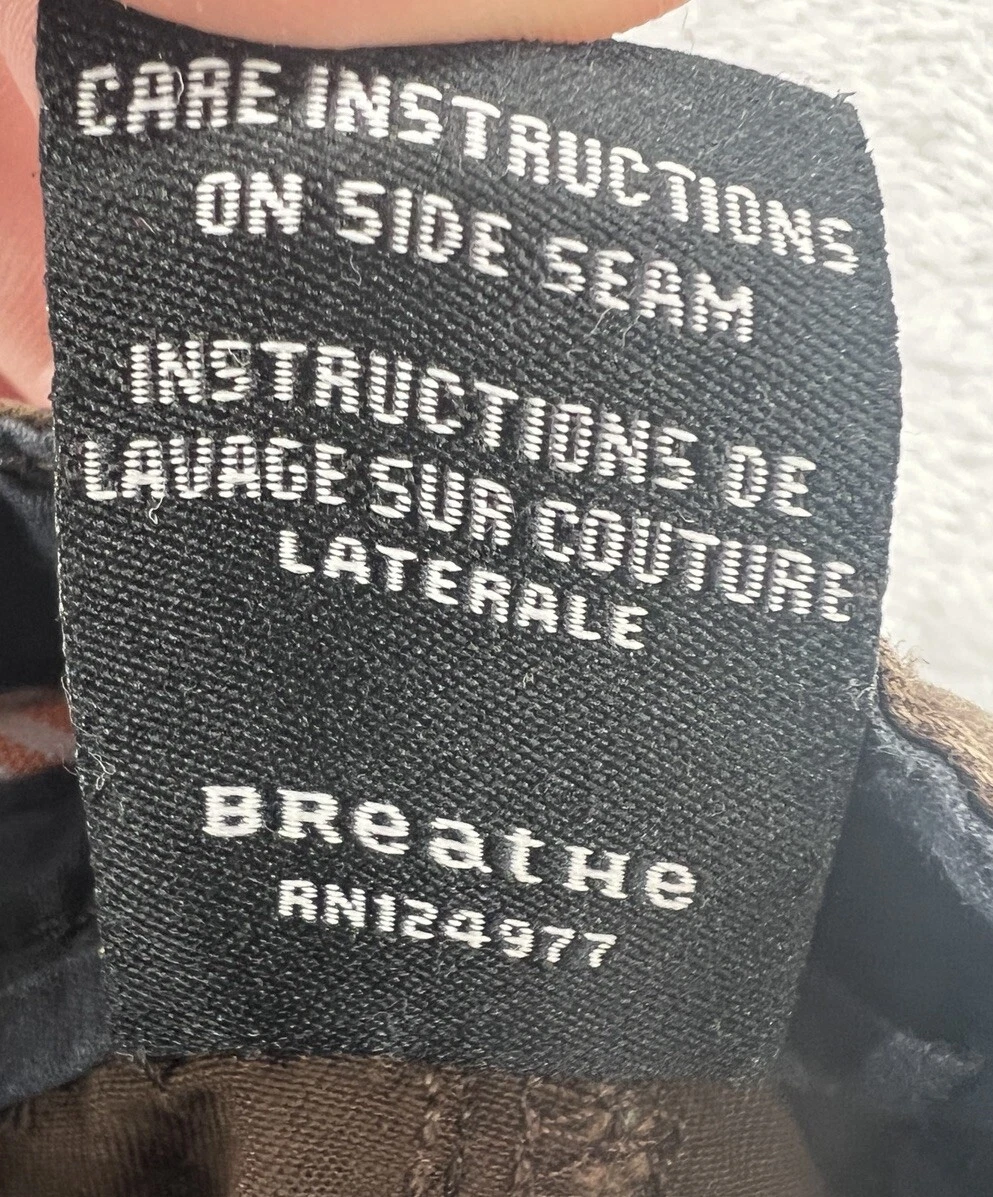 CARE INSTRUCTIONS
ON SIDE SEAM
INSTRUCTIONS DE
LAVAGE SUR COUTURE
LATERALE
BReatHe
RN124977